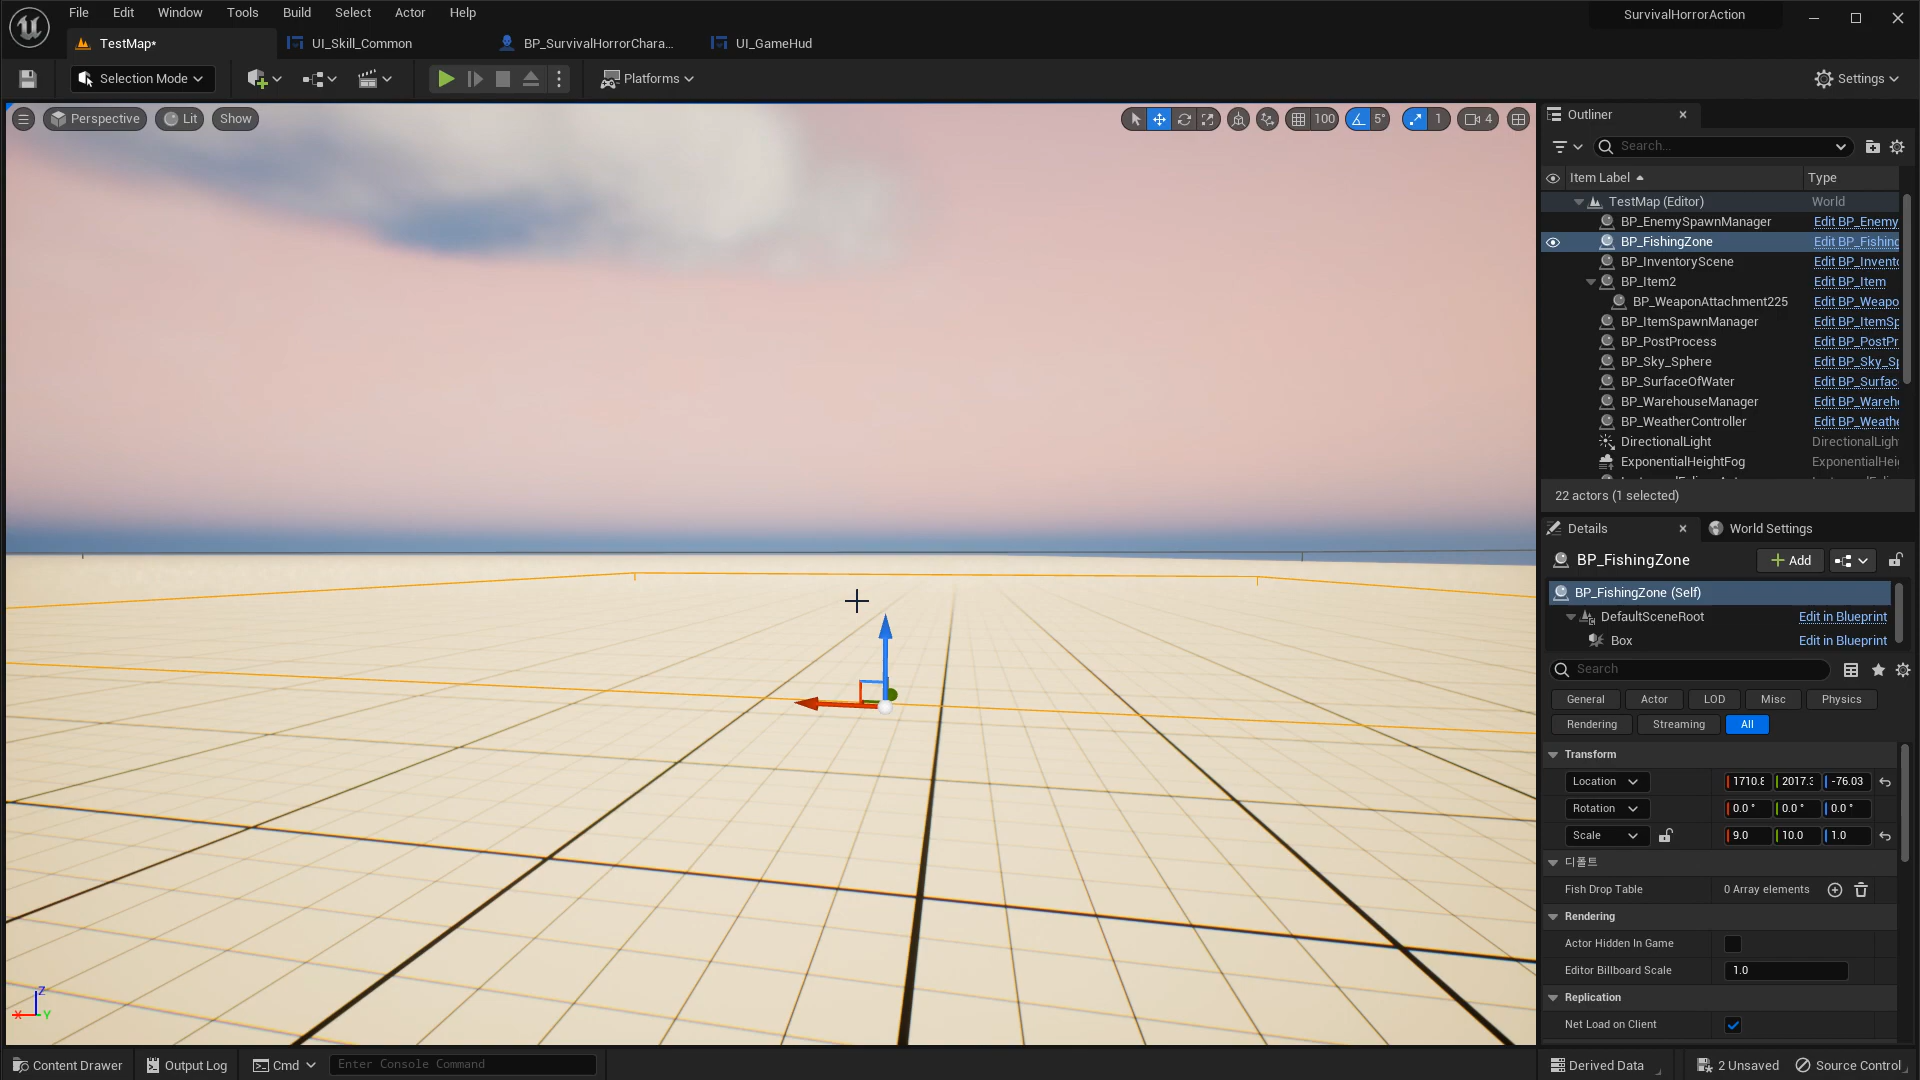 File Edit Window Tools Build Select Actor Help
SurvivalHorrorAction
TestMap*
UI_Skill_Common
BP_SurvivalHorrorChara...
UI_GameHud
Selection Mode
Platforms
Settings
Perspective
Lit
Show
100
5°
1
4
Outliner
Search...
Item Label
Type
TestMap (Editor) World
BP_EnemySpawnManager Edit BP_Enemy
BP_FishingZone Edit BP_Fishing
BP_InventoryScene Edit BP_Invento
BP_Item2 Edit BP_Item
BP_WeaponAttachment225 Edit BP_Weapo
BP_ItemSpawnManager Edit BP_ItemSp
BP_PostProcess Edit BP_PostPr
BP_Sky_Sphere Edit BP_Sky_Sp
BP_SurfaceOfWater Edit BP_Surfac
BP_WarehouseManager Edit BP_Wareh
BP_WeatherController Edit BP_Weathe
DirectionalLight DirectionalLigh
ExponentialHeightFog ExponentialHei
22 actors (1 selected)
Details
World Settings
BP_FishingZone
Add
BP_FishingZone (Self)
DefaultSceneRoot Edit in Blueprint
Box Edit in Blueprint
Search
General Actor LOD Misc Physics
Rendering Streaming All
Transform
Location 1710.8 2017.3 -76.03
Rotation 0.0 ° 0.0 ° 0.0 °
Scale 9.0 10.0 1.0
디폴트
Fish Drop Table 0 Array elements
Rendering
Actor Hidden In Game
Editor Billboard Scale 1.0
Replication
Net Load on Client
Z
X Y
Content Drawer
Output Log
Cmd
Enter Console Command
Derived Data
2 Unsaved
Source Control